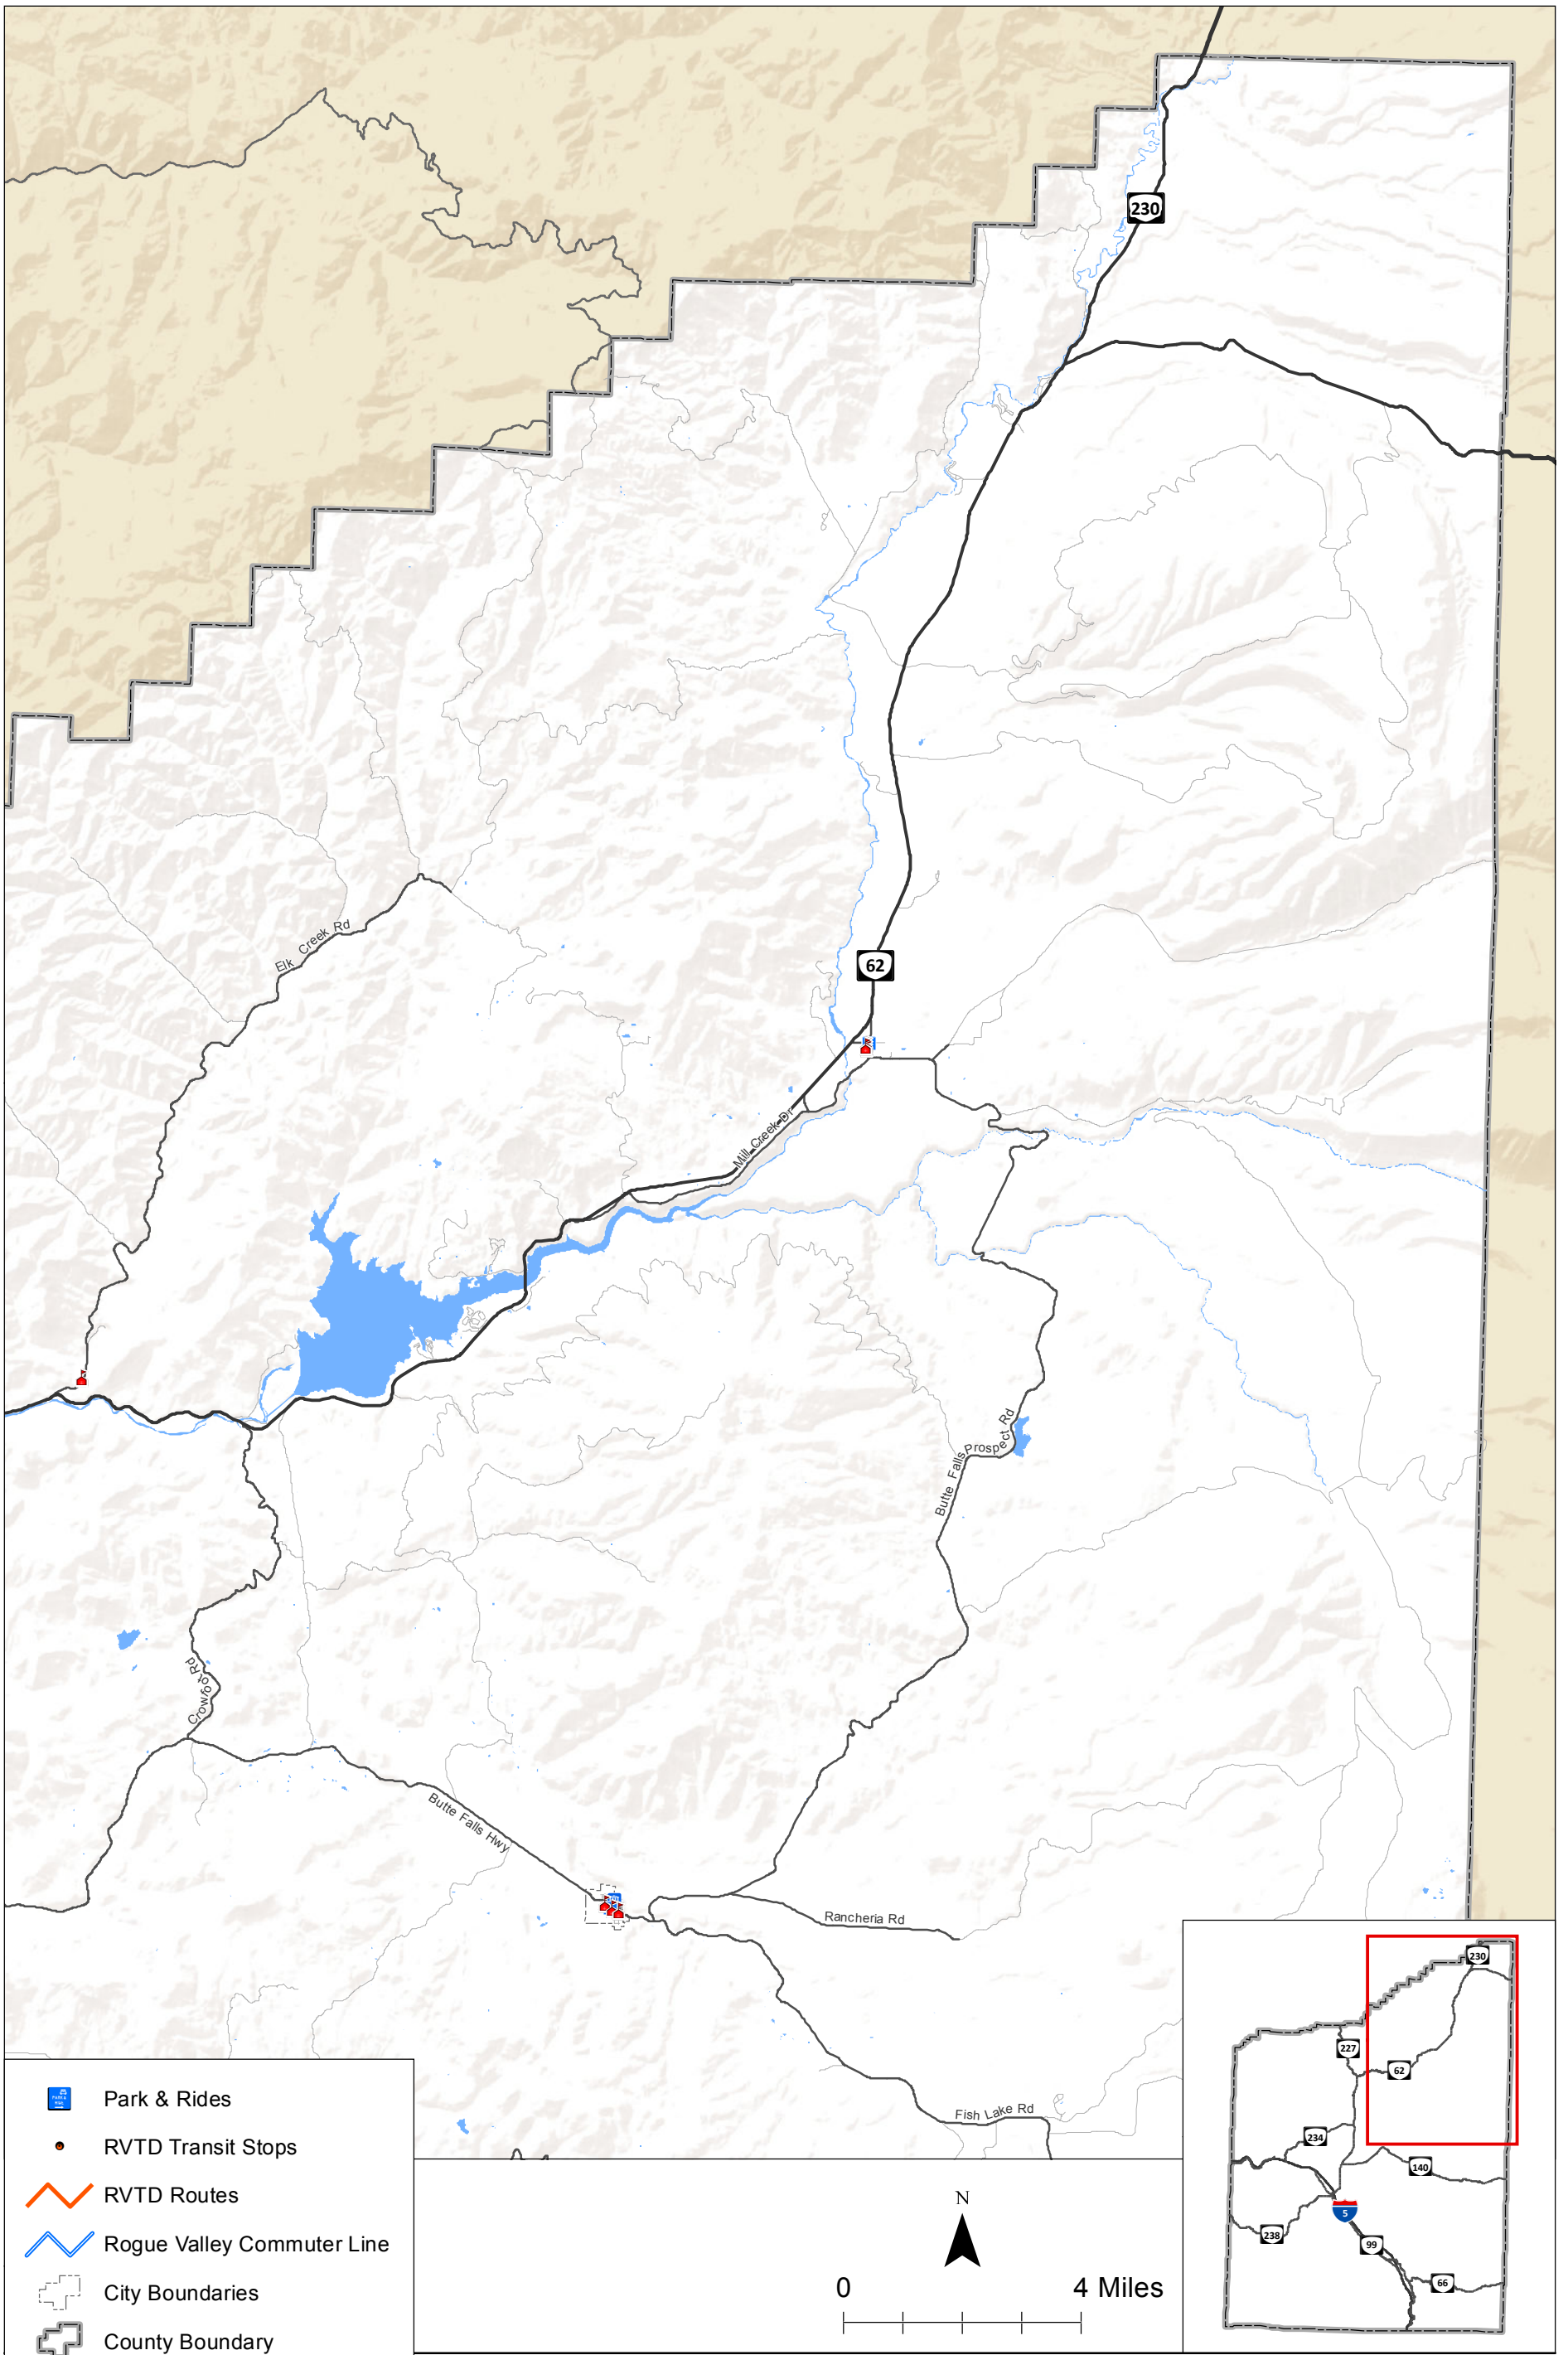 230
Elk Creek Rd
62
Mill Creek Dr
Butte Falls Prospect Rd
Crowfoot Rd
Butte Falls Hwy
Rancheria Rd
Fish Lake Rd
Park & Rides
RVTD Transit Stops
RVTD Routes
Rogue Valley Commuter Line
City Boundaries
County Boundary
N
0 4 Miles
230
227
62
234
140
5
238
99
66